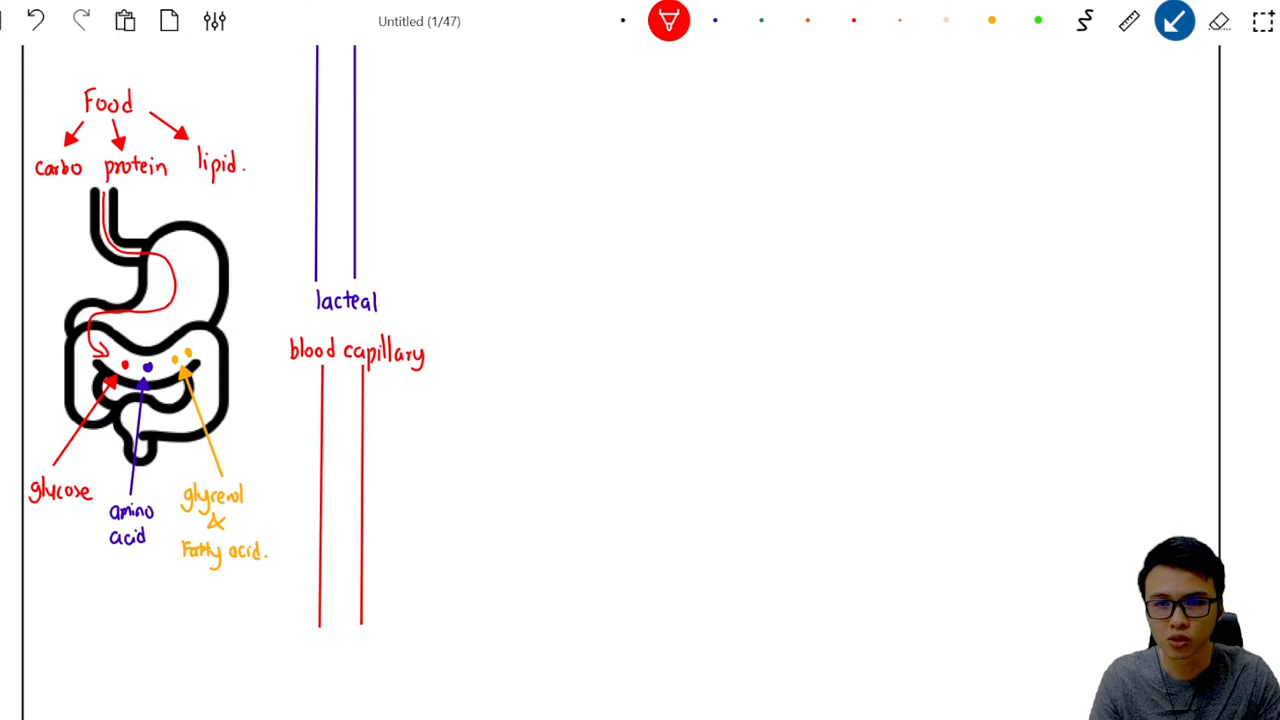 Untitled (1/47)
Food
carbo protein lipid.
lacteal
blood capillary
glucose
amino
acid
glycerol
&
Fatty acid.